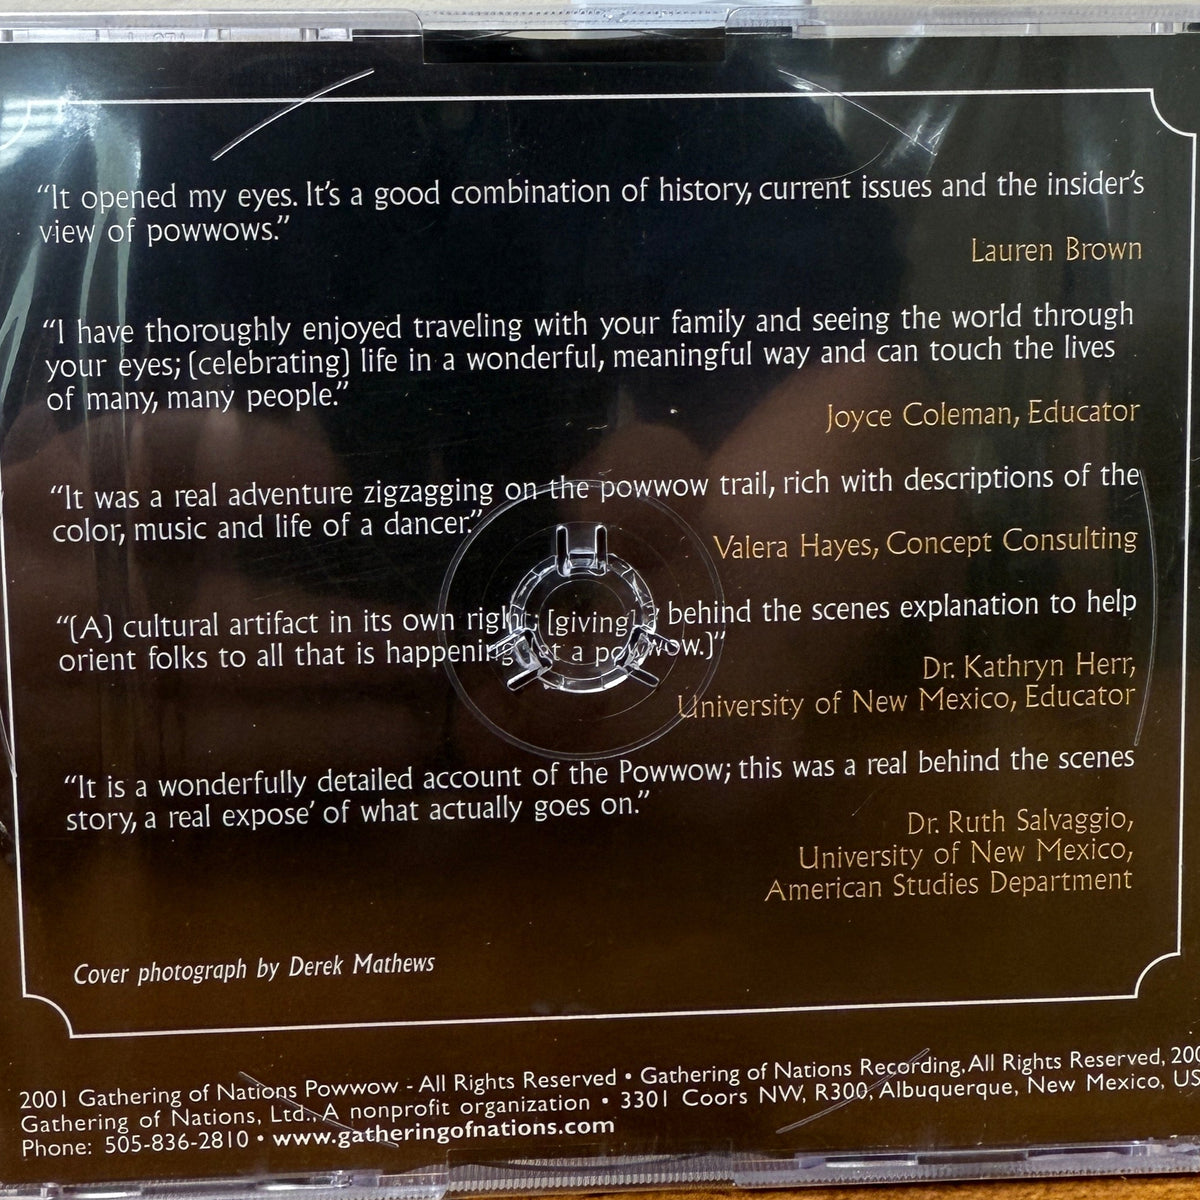 “It opened my eyes. It’s a good combination of history, current issues and the insider’s
view of powwows.”
Lauren Brown
“I have thoroughly enjoyed traveling with your family and seeing the world through
your eyes; [celebrating] life in a wonderful, meaningful way and can touch the lives
of many, many people.”
Joyce Coleman, Educator
“It was a real adventure zigzagging on the powwow trail, rich with descriptions of the
color, music and life of a dancer.”
Valera Hayes, Concept Consulting
“[A] cultural artifact in its own right; [giving] a behind the scenes explanation to help
orient folks to all that is happening at a powwow.]”
Dr. Kathryn Herr,
University of New Mexico, Educator
“It is a wonderfully detailed account of the Powwow; this was a real behind the scenes
story, a real expose’ of what actually goes on.”
Dr. Ruth Salvaggio,
University of New Mexico,
American Studies Department
Cover photograph by Derek Mathews
2001 Gathering of Nations Powwow - All Rights Reserved • Gathering of Nations Recording, All Rights Reserved, 200
Gathering of Nations, Ltd., A nonprofit organization • 3301 Coors NW, R300, Albuquerque, New Mexico, US
Phone: 505-836-2810 • www.gatheringofnations.com